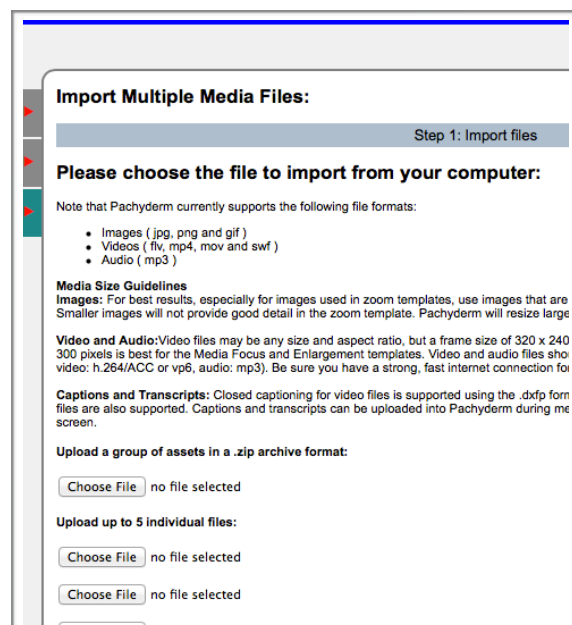 Import Multiple Media Files:
Step 1: Import files
Please choose the file to import from your computer:
Note that Pachyderm currently supports the following file formats:
• Images ( jpg, png and gif )
• Videos ( flv, mp4, mov and swf )
• Audio ( mp3 )
Media Size Guidelines
Images: For best results, especially for images used in zoom templates, use images that are
Smaller images will not provide good detail in the zoom template. Pachyderm will resize large
Video and Audio:Video files may be any size and aspect ratio, but a frame size of 320 x 240
300 pixels is best for the Media Focus and Enlargement templates. Video and audio files sho
video: h.264/ACC or vp6, audio: mp3). Be sure you have a strong, fast internet connection fo
Captions and Transcripts: Closed captioning for video files is supported using the .dxfp form
files are also supported. Captions and transcripts can be uploaded into Pachyderm during me
screen.
Upload a group of assets in a .zip archive format:
Choose File no file selected
Upload up to 5 individual files:
Choose File no file selected
Choose File no file selected